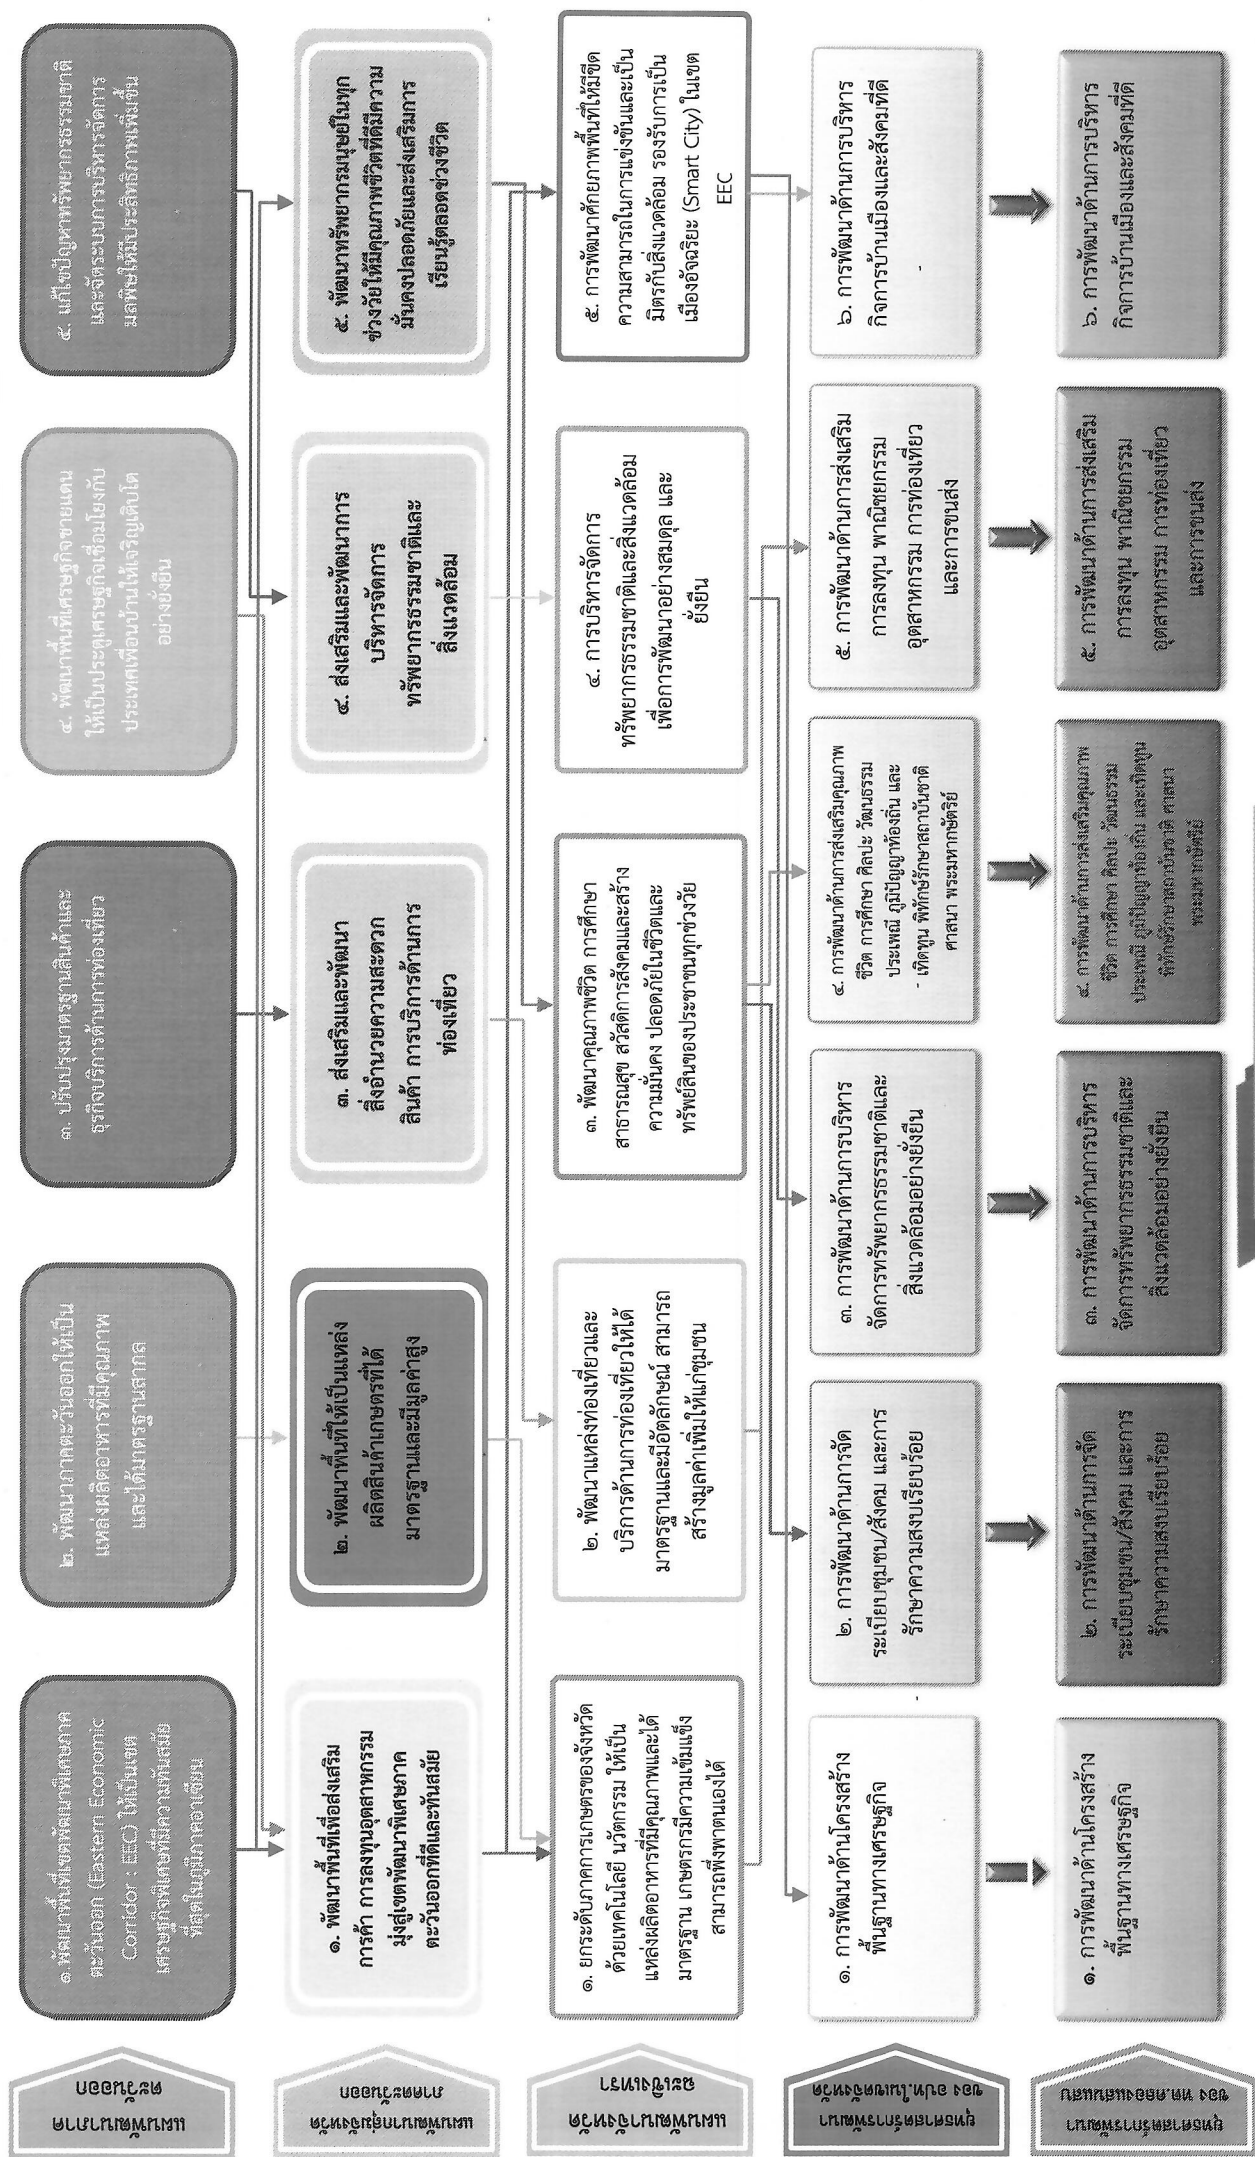 แผนพัฒนาภาค
ตะวันออก
๑.พัฒนาพื้นที่เขตพัฒนาพิเศษภาค
ตะวันออก (Eastern Economic
Corridor : EEC) ให้เป็นเขต
เศรษฐกิจพิเศษที่มีความทันสมัย
ที่สุดในภูมิภาคอาเซียน
๒. พัฒนาภาคตะวันออกให้เป็น
แหล่งผลิตอาหารที่มีคุณภาพ
และได้มาตรฐานสากล
๓. ปรับปรุงมาตรฐานสินค้าและ
ธุรกิจบริการด้านการท่องเที่ยว
๔. พัฒนาพื้นที่เศรษฐกิจชายแดน
ให้เป็นประตูเศรษฐกิจเชื่อมโยงกับ
ประเทศเพื่อนบ้านให้เจริญเติบโต
อย่างยั่งยืน
๕. แก้ไขปัญหาทรัพยากรธรรมชาติ
และจัดระบบการบริหารจัดการ
มลพิษให้มีประสิทธิภาพเพิ่มขึ้น
แผนพัฒนากลุ่มจังหวัด
ภาคตะวันออก
๑. พัฒนาพื้นที่เพื่อส่งเสริม
การค้า การลงทุนอุตสาหกรรม
มุ่งสู่เขตพัฒนาพิเศษภาค
ตะวันออกที่ดีและทันสมัย
๒. พัฒนาพื้นที่ให้เป็นแหล่ง
ผลิตสินค้าเกษตรที่ได้
มาตรฐานและมีมูลค่าสูง
๓. ส่งเสริมและพัฒนา
สิ่งอำนวยความสะดวก
สินค้า การบริการด้านการ
ท่องเที่ยว
๔. ส่งเสริมและพัฒนาการ
บริหารจัดการ
ทรัพยากรธรรมชาติและ
สิ่งแวดล้อม
๕. พัฒนาทรัพยากรมนุษย์ในทุก
ช่วงวัยให้มีคุณภาพชีวิตที่ดีมีความ
มั่นคงปลอดภัยและส่งเสริมการ
เรียนรู้ตลอดช่วงชีวิต
แผนพัฒนาจังหวัด
ฉะเชิงเทรา
๑. ยกระดับภาคการเกษตรของจังหวัด
ด้วยเทคโนโลยี นวัตกรรม ให้เป็น
แหล่งผลิตอาหารที่มีคุณภาพและได้
มาตรฐาน เกษตรกรมีความเข้มแข็ง
สามารถพึ่งพาตนเองได้
๒. พัฒนาแหล่งท่องเที่ยวและ
บริการด้านการท่องเที่ยวให้ได้
มาตรฐานและมีอัตลักษณ์ สามารถ
สร้างมูลค่าเพิ่มให้แก่ชุมชน
๓. พัฒนาคุณภาพชีวิต การศึกษา
สาธารณสุข สวัสดิการสังคมและสร้าง
ความมั่นคง ปลอดภัยในชีวิตและ
ทรัพย์สินของประชาชนทุกช่วงวัย
๔. การบริหารจัดการ
ทรัพยากรธรรมชาติและสิ่งแวดล้อม
เพื่อการพัฒนาอย่างสมดุล และ
ยั่งยืน
๕. การพัฒนาศักยภาพพื้นที่ให้มีขีด
ความสามารถในการแข่งขันและเป็น
มิตรกับสิ่งแวดล้อม รองรับการเป็น
เมืองอัจฉริยะ (Smart City) ในเขต
EEC
ยุทธศาสตร์การพัฒนา
ของ อปท.ในเขตจังหวัด
๑. การพัฒนาด้านโครงสร้าง
พื้นฐานทางเศรษฐกิจ
๒. การพัฒนาด้านการจัด
ระเบียบชุมชน/สังคม และการ
รักษาความสงบเรียบร้อย
๓. การพัฒนาด้านการบริหาร
จัดการทรัพยากรธรรมชาติและ
สิ่งแวดล้อมอย่างยั่งยืน
๔. การพัฒนาด้านการส่งเสริมคุณภาพ
ชีวิต การศึกษา ศิลปะ วัฒนธรรม
ประเพณี ภูมิปัญญาท้องถิ่น และ
- เทิดทูน พิทักษ์รักษาสถาบันชาติ
ศาสนา พระมหากษัตริย์
๕. การพัฒนาด้านการส่งเสริม
การลงทุน พาณิชยกรรม
อุตสาหกรรม การท่องเที่ยว
และการขนส่ง
๖. การพัฒนาด้านการบริหาร
กิจการบ้านเมืองและสังคมที่ดี
ยุทธศาสตร์การพัฒนา
ของ ทต.คลองแสนแสบ
๑. การพัฒนาด้านโครงสร้าง
พื้นฐานทางเศรษฐกิจ
๒. การพัฒนาด้านการจัด
ระเบียบชุมชน/สังคม และการ
รักษาความสงบเรียบร้อย
๓. การพัฒนาด้านการบริหาร
จัดการทรัพยากรธรรมชาติและ
สิ่งแวดล้อมอย่างยั่งยืน
๔. การพัฒนาด้านการส่งเสริมคุณภาพ
ชีวิต การศึกษา ศิลปะ วัฒนธรรม
ประเพณี ภูมิปัญญาท้องถิ่น และเทิดทูน
พิทักษ์รักษาสถาบันชาติ ศาสนา
พระมหากษัตริย์
๕. การพัฒนาด้านการส่งเสริม
การลงทุน พาณิชยกรรม
อุตสาหกรรม การท่องเที่ยว
และการขนส่ง
๖. การพัฒนาด้านการบริหาร
กิจการบ้านเมืองและสังคมที่ดี